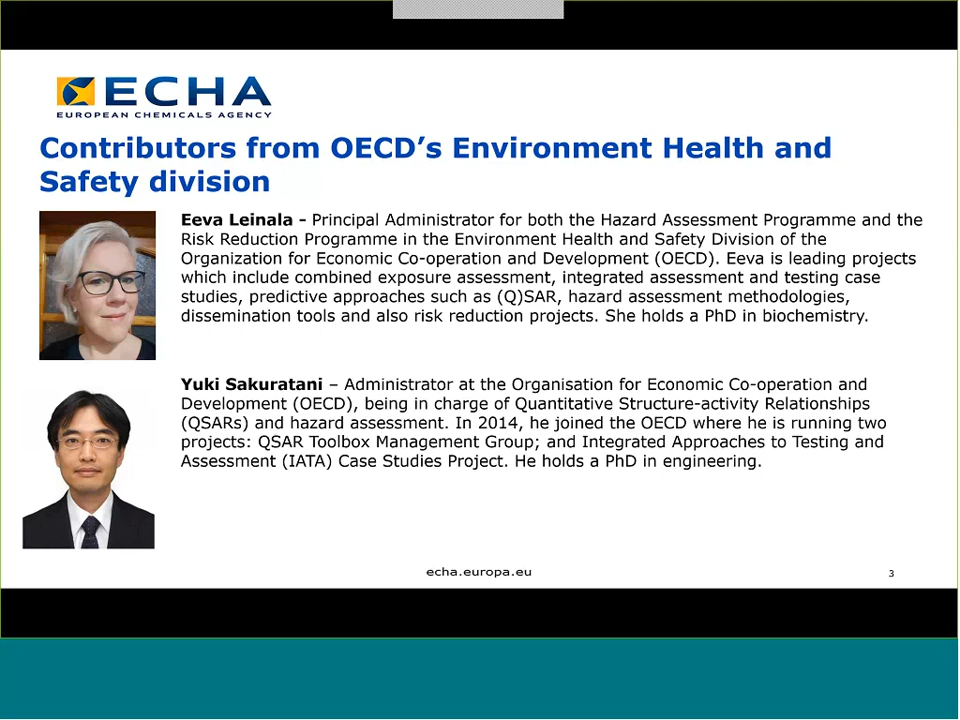 ECHA
EUROPEAN CHEMICALS AGENCY
Contributors from OECD’s Environment Health and
Safety division
Eeva Leinala - Principal Administrator for both the Hazard Assessment Programme and the
Risk Reduction Programme in the Environment Health and Safety Division of the
Organization for Economic Co-operation and Development (OECD). Eeva is leading projects
which include combined exposure assessment, integrated assessment and testing case
studies, predictive approaches such as (Q)SAR, hazard assessment methodologies,
dissemination tools and also risk reduction projects. She holds a PhD in biochemistry.
Yuki Sakuratani – Administrator at the Organisation for Economic Co-operation and
Development (OECD), being in charge of Quantitative Structure-activity Relationships
(QSARs) and hazard assessment. In 2014, he joined the OECD where he is running two
projects: QSAR Toolbox Management Group; and Integrated Approaches to Testing and
Assessment (IATA) Case Studies Project. He holds a PhD in engineering.
echa.europa.eu
3